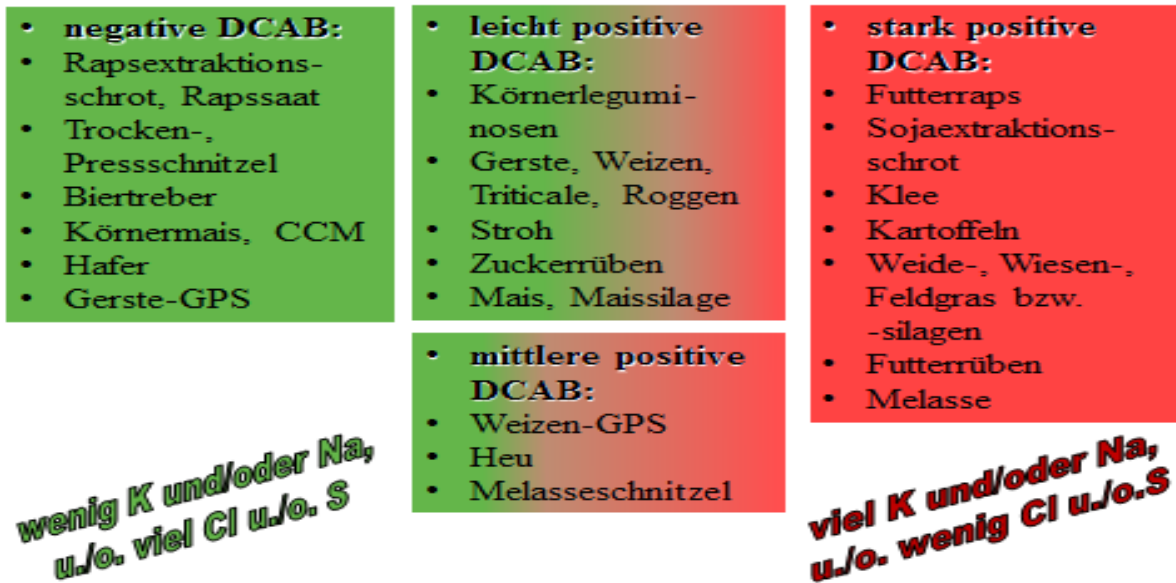 • negative DCAB:
• Rapsextraktions-
schrot, Rapssaat
• Trocken-,
Pressschnitzel
• Biertreber
• Körnermais, CCM
• Hafer
• Gerste-GPS
• leicht positive
DCAB:
• Körnerlegumi-
nosen
• Gerste, Weizen,
Triticale, Roggen
• Stroh
• Zuckerrüben
• Mais, Maissilage
• mittlere positive
DCAB:
• Weizen-GPS
• Heu
• Melasseschnitzel
• stark positive
DCAB:
• Futterraps
• Sojaextraktions-
schrot
• Klee
• Kartoffeln
• Weide-, Wiesen-,
Feldgras bzw.
-silagen
• Futterrüben
• Melasse
wenig K und/oder Na,
u./o. viel Cl u./o. S
viel K und/oder Na,
u./o. wenig Cl u./o.S